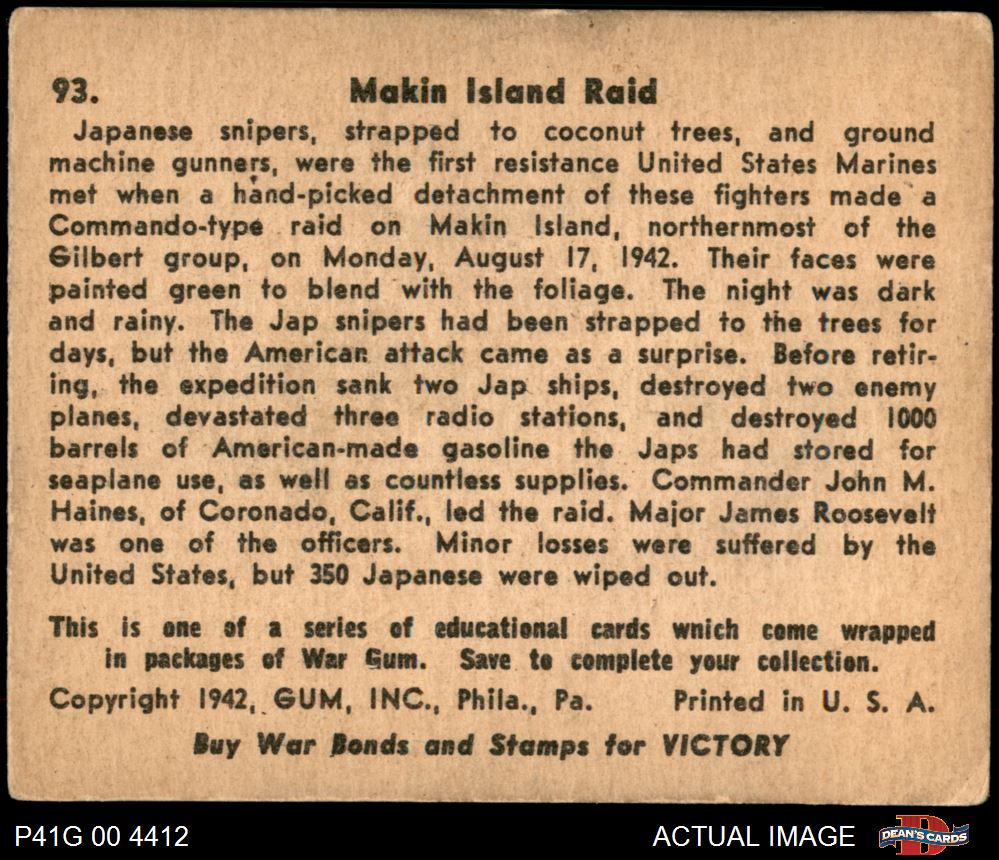 93. Makin Island Raid
Japanese snipers, strapped to coconut trees, and ground
machine gunners, were the first resistance United States Marines
met when a hand-picked detachment of these fighters made a
Commando-type raid on Makin Island, northernmost of the
Gilbert group, on Monday, August 17, 1942. Their faces were
painted green to blend with the foliage. The night was dark
and rainy. The Jap snipers had been strapped to the trees for
days, but the American attack came as a surprise. Before retir-
ing, the expedition sank two Jap ships, destroyed two enemy
planes, devastated three radio stations, and destroyed 1000
barrels of American-made gasoline the Japs had stored for
seaplane use, as well as countless supplies. Commander John M.
Haines, of Coronado, Calif., led the raid. Major James Roosevelt
was one of the officers. Minor losses were suffered by the
United States, but 350 Japanese were wiped out.
This is one of a series of educational cards wnich come wrapped
in packages of War Gum. Save to complete your collection.
Copyright 1942, GUM, INC., Phila., Pa. Printed in U. S. A.
Buy War Bonds and Stamps for VICTORY
P41G 00 4412 ACTUAL IMAGE D DEAN'S CARDS